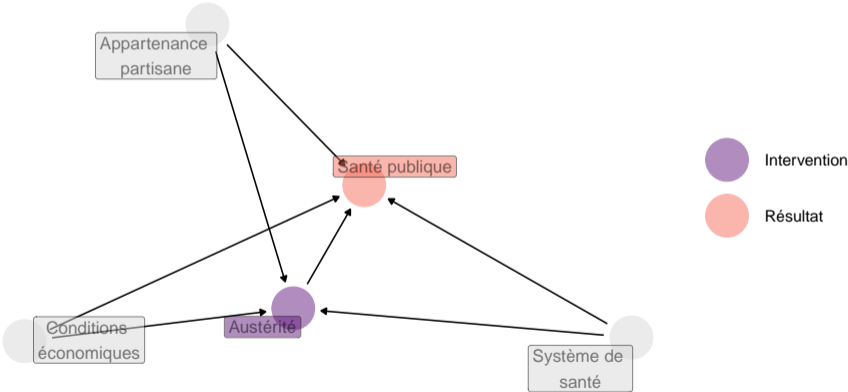 Appartenance
partisane
Santé publique
Intervention
Résultat
Conditions
économiques
Austérité
Système de
santé